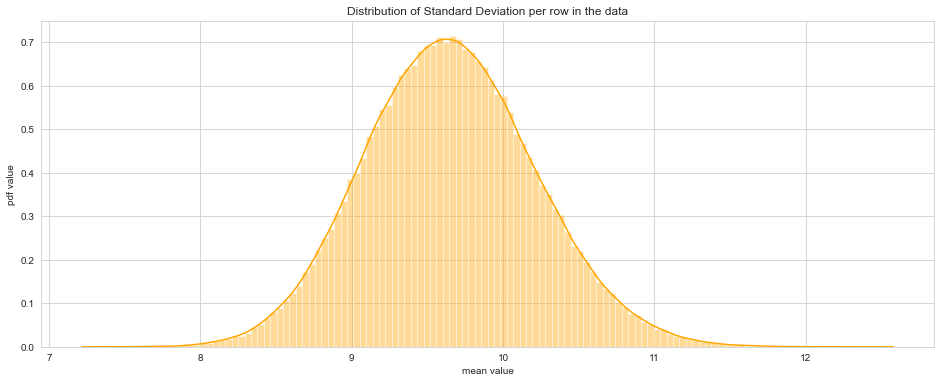 Distribution of Standard Deviation per row in the data
pdf value
0.7
0.6
0.5
0.4
0.3
0.2
0.1
0.0
7 8 9 10 11 12
mean value